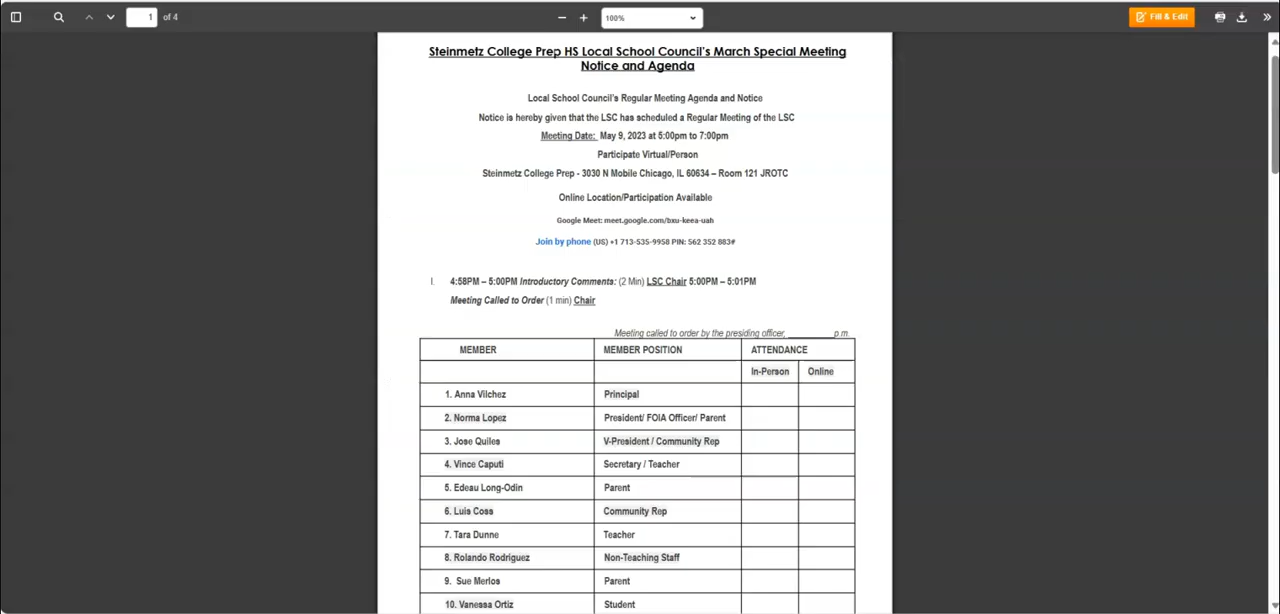 1 of 4
100%
Fill & Edit
Steinmetz College Prep HS Local School Council's March Special Meeting
Notice and Agenda
Local School Council's Regular Meeting Agenda and Notice
Notice is hereby given that the LSC has scheduled a Regular Meeting of the LSC
Meeting Date: May 9, 2023 at 5:00pm to 7:00pm
Participate Virtual/Person
Steinmetz College Prep - 3030 N Mobile Chicago, IL 60634 – Room 121 JROTC
Online Location/Participation Available
Google Meet: meet.google.com/bxu-keea-uah
Join by phone (US) +1 713-535-9958 PIN: 562 352 883#
I. 4:58PM – 5:00PM Introductory Comments: (2 Min) LSC Chair 5:00PM – 5:01PM
Meeting Called to Order (1 min) Chair
Meeting called to order by the presiding officer, __________p.m.
MEMBER MEMBER POSITION ATTENDANCE
In-Person Online
1. Anna Vilchez Principal
2. Norma Lopez President/ FOIA Officer/ Parent
3. Jose Quiles V-President / Community Rep
4. Vince Caputi Secretary / Teacher
5. Edeau Long-Odin Parent
6. Luis Coss Community Rep
7. Tara Dunne Teacher
8. Rolando Rodriguez Non-Teaching Staff
9. Sue Merlos Parent
10. Vanessa Ortiz Student